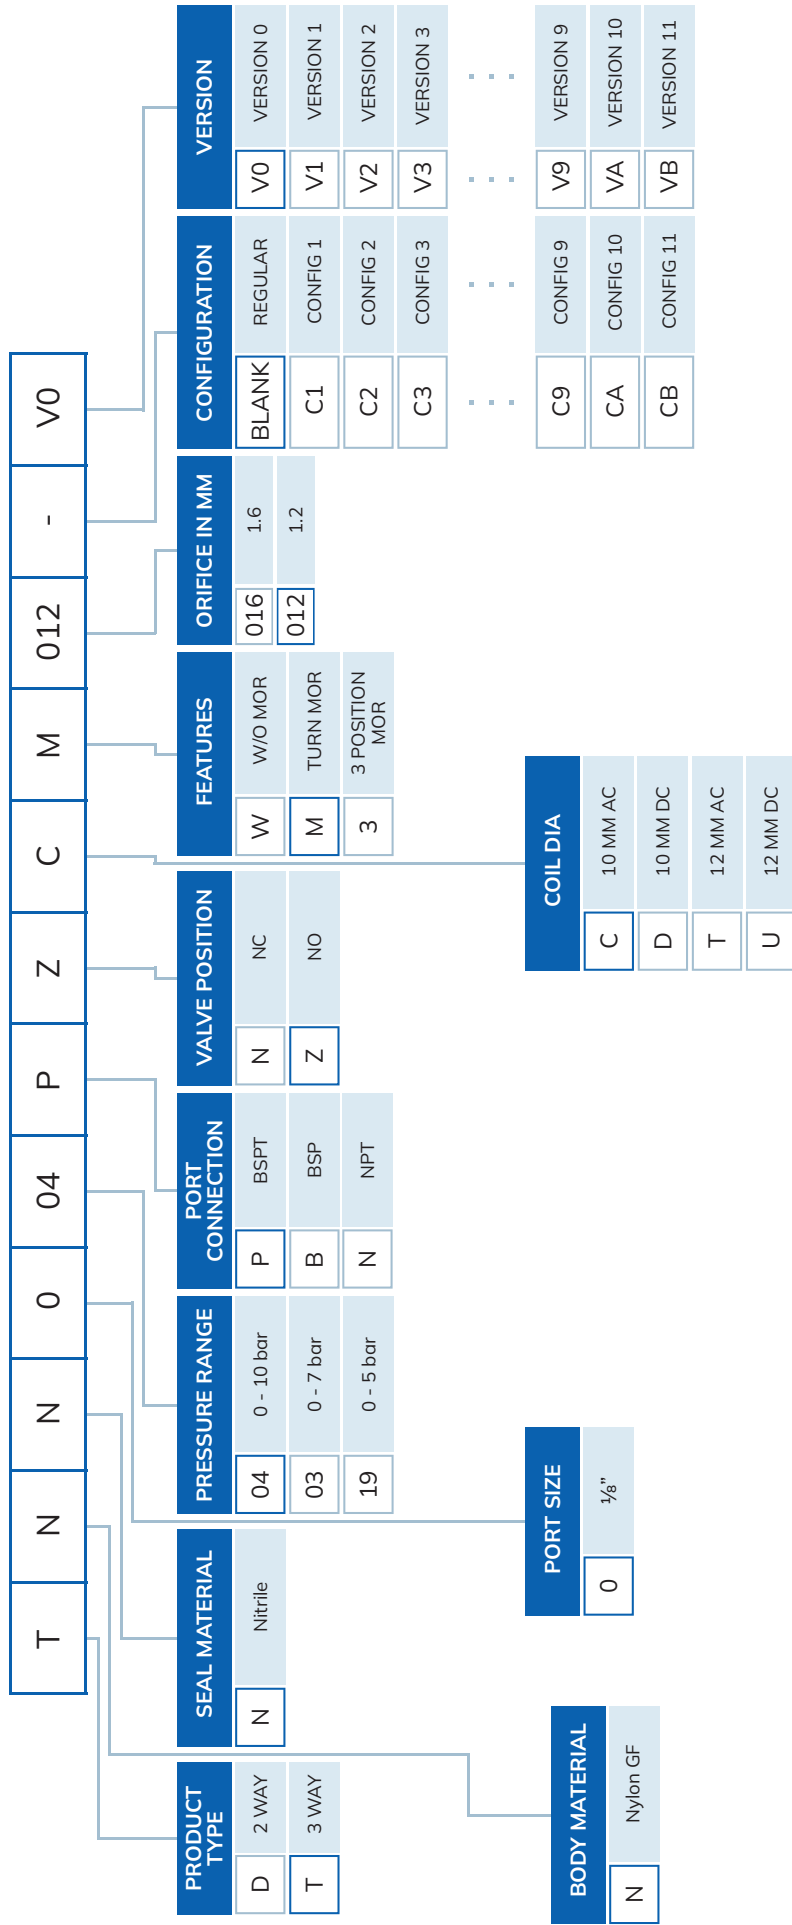 T N N 0 04 P Z C M 012 - V0
PRODUCT
TYPE
D 2 WAY
T 3 WAY
SEAL MATERIAL
N Nitrile
PRESSURE RANGE
04 0 - 10 bar
03 0 - 7 bar
19 0 - 5 bar
PORT
CONNECTION
P BSPT
B BSP
N NPT
VALVE POSITION
N NC
Z NO
FEATURES
W W/O MOR
M TURN MOR
3 3 POSITION
MOR
ORIFICE IN MM
016 1.6
012 1.2
CONFIGURATION
BLANK REGULAR
C1 CONFIG 1
C2 CONFIG 2
C3 CONFIG 3
. . . . . .
C9 CONFIG 9
CA CONFIG 10
CB CONFIG 11
VERSION
V0 VERSION 0
V1 VERSION 1
V2 VERSION 2
V3 VERSION 3
. . . . . .
V9 VERSION 9
VA VERSION 10
VB VERSION 11
BODY MATERIAL
N Nylon GF
PORT SIZE
0 ⅛”
COIL DIA
C 10 MM AC
D 10 MM DC
T 12 MM AC
U 12 MM DC